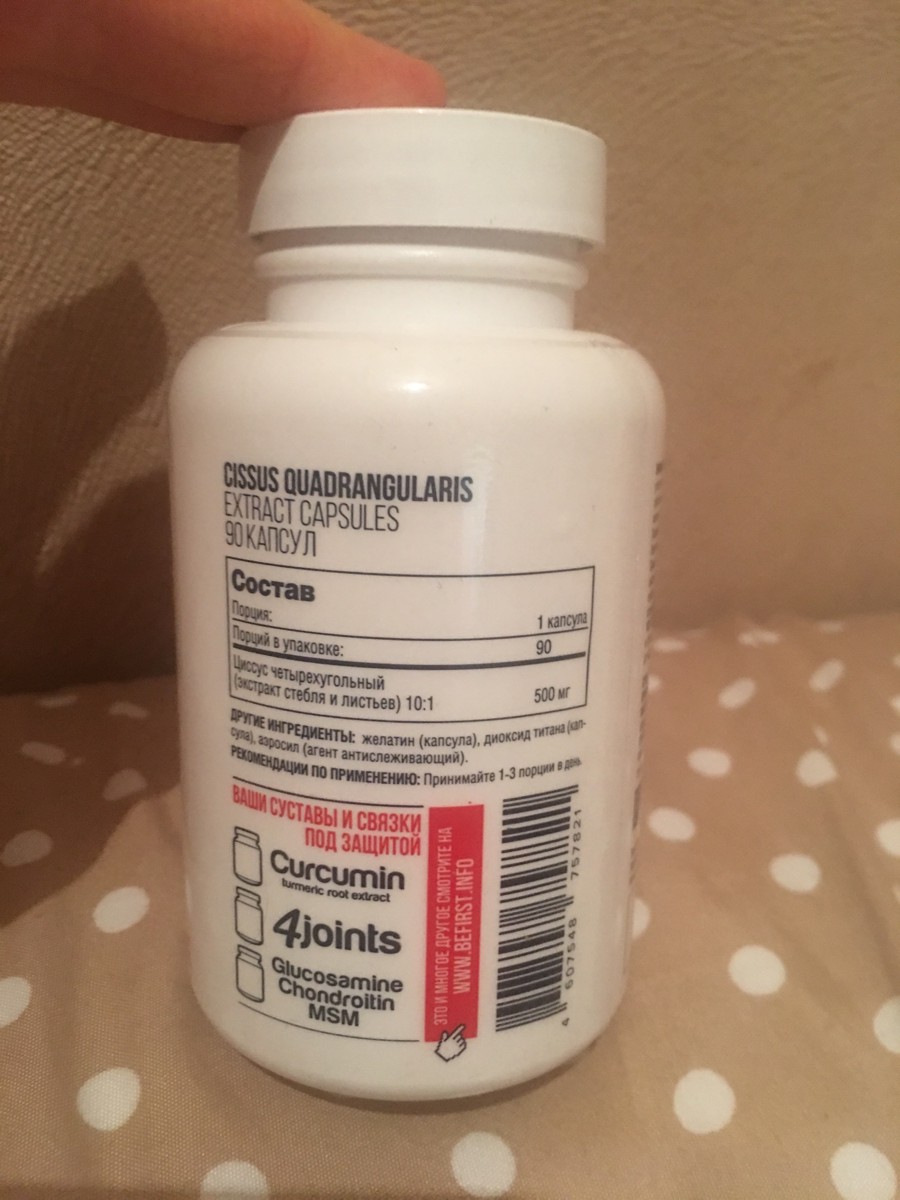 CISSUS QUADRANGULARIS
EXTRACT CAPSULES
90 КАПСУЛ
Состав
Порция: 1 капсула
Порций в упаковке: 90
Циссус четырехугольный
(экстракт стебля и листьев) 10:1 500 мг
ДРУГИЕ ИНГРЕДИЕНТЫ: желатин (капсула), диоксид титана (кап-
сула), аэросил (агент антислеживающий).
РЕКОМЕНДАЦИИ ПО ПРИМЕНЕНИЮ: Принимайте 1-3 порции в день.
ВАШИ СУСТАВЫ И СВЯЗКИ
ПОД ЗАЩИТОЙ
Curcumin
turmeric root extract
4joints
Glucosamine
Chondroitin
MSM
ЭТО И МНОГОЕ ДРУГОЕ СМОТРИТЕ НА
WWW.BEFIRST.INFO
4 607548 757821